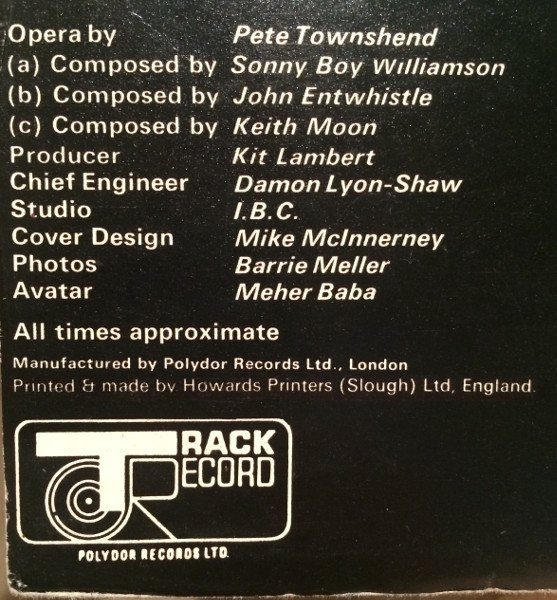 Opera by Pete Townshend
(a) Composed by Sonny Boy Williamson
(b) Composed by John Entwhistle
(c) Composed by Keith Moon
Producer Kit Lambert
Chief Engineer Damon Lyon-Shaw
Studio I.B.C.
Cover Design Mike McInnerney
Photos Barrie Meller
Avatar Meher Baba
All times approximate
Manufactured by Polydor Records Ltd., London
Printed & made by Howards Printers (Slough) Ltd, England.
TRACK
RECORD
POLYDOR RECORDS LTD.